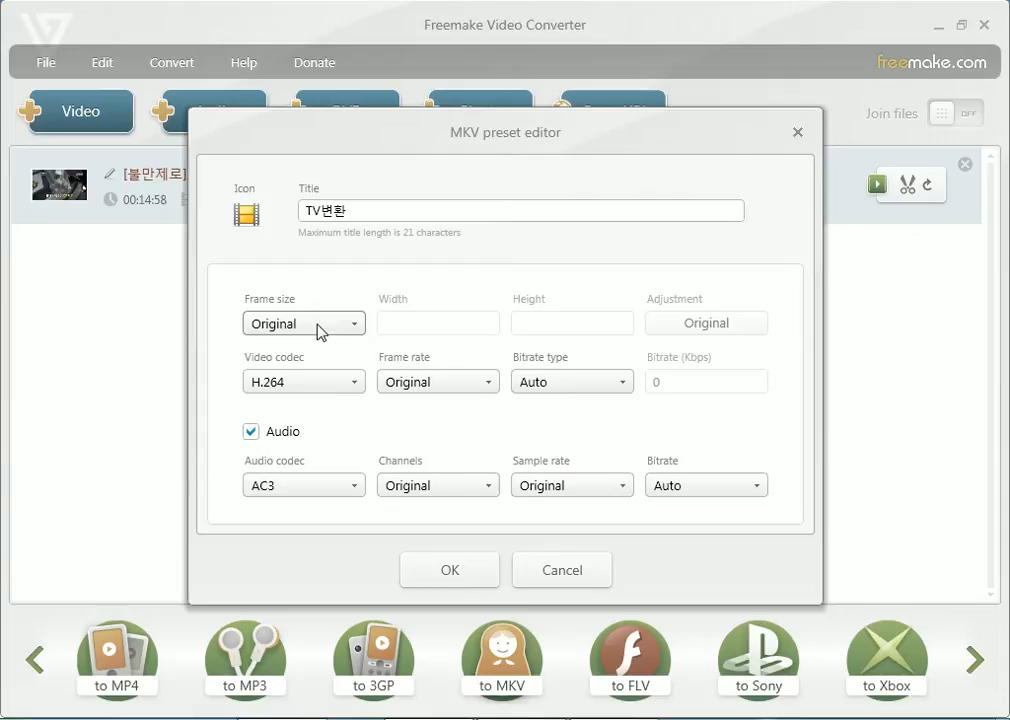 Freemake Video Converter
File Edit Convert Help Donate
freemake.com
Video
Join files OFF
MKV preset editor
[불만제로]
00:14:58
Icon
Title
TV변환
Maximum title length is 21 characters
Frame size Width Height Adjustment
Original Original
Video codec Frame rate Bitrate type Bitrate (Kbps)
H.264 Original Auto 0
Audio
Audio codec Channels Sample rate Bitrate
AC3 Original Original Auto
OK Cancel
to MP4 to MP3 to 3GP to MKV to FLV to Sony to Xbox